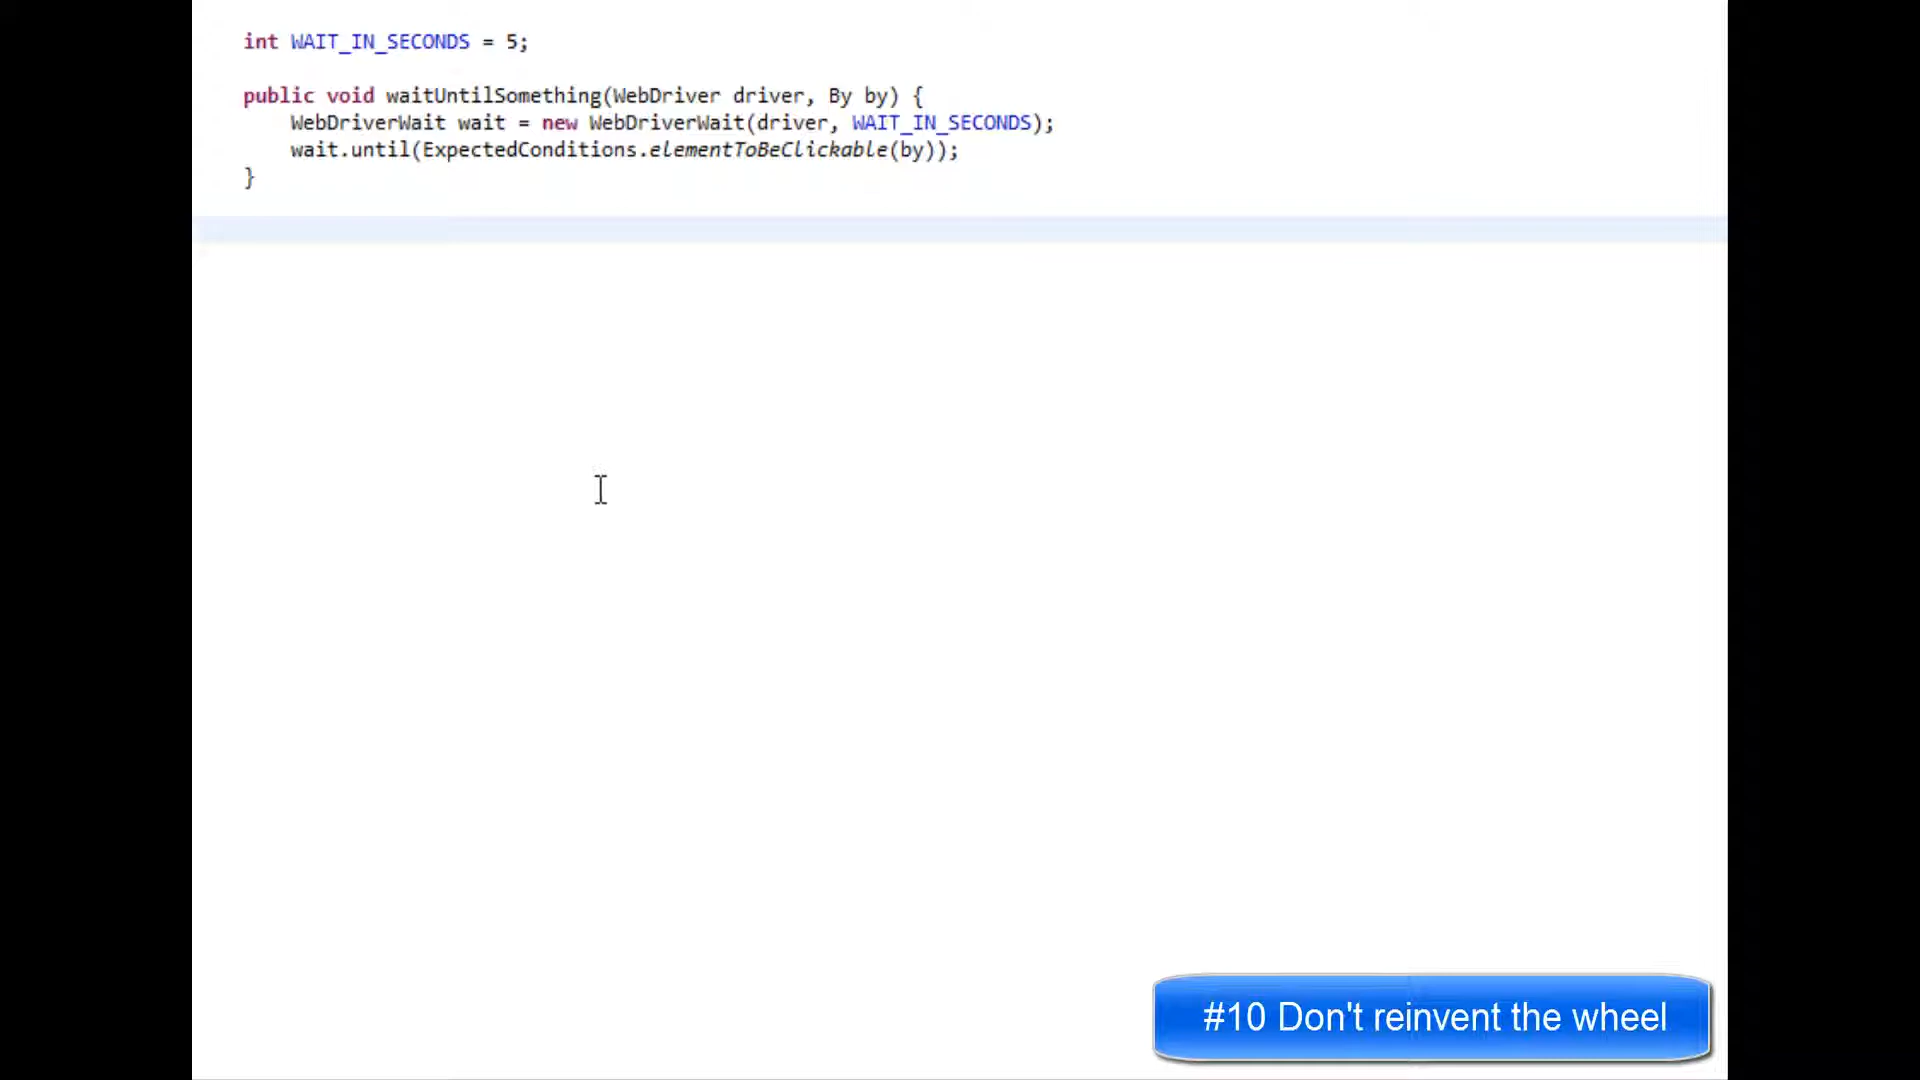 int WAIT_IN_SECONDS = 5;
public void waitUntilSomething(WebDriver driver, By by) {
WebDriverWait wait = new WebDriverWait(driver, WAIT_IN_SECONDS);
wait.until(ExpectedConditions.elementToBeClickable(by));
}
#10 Don't reinvent the wheel